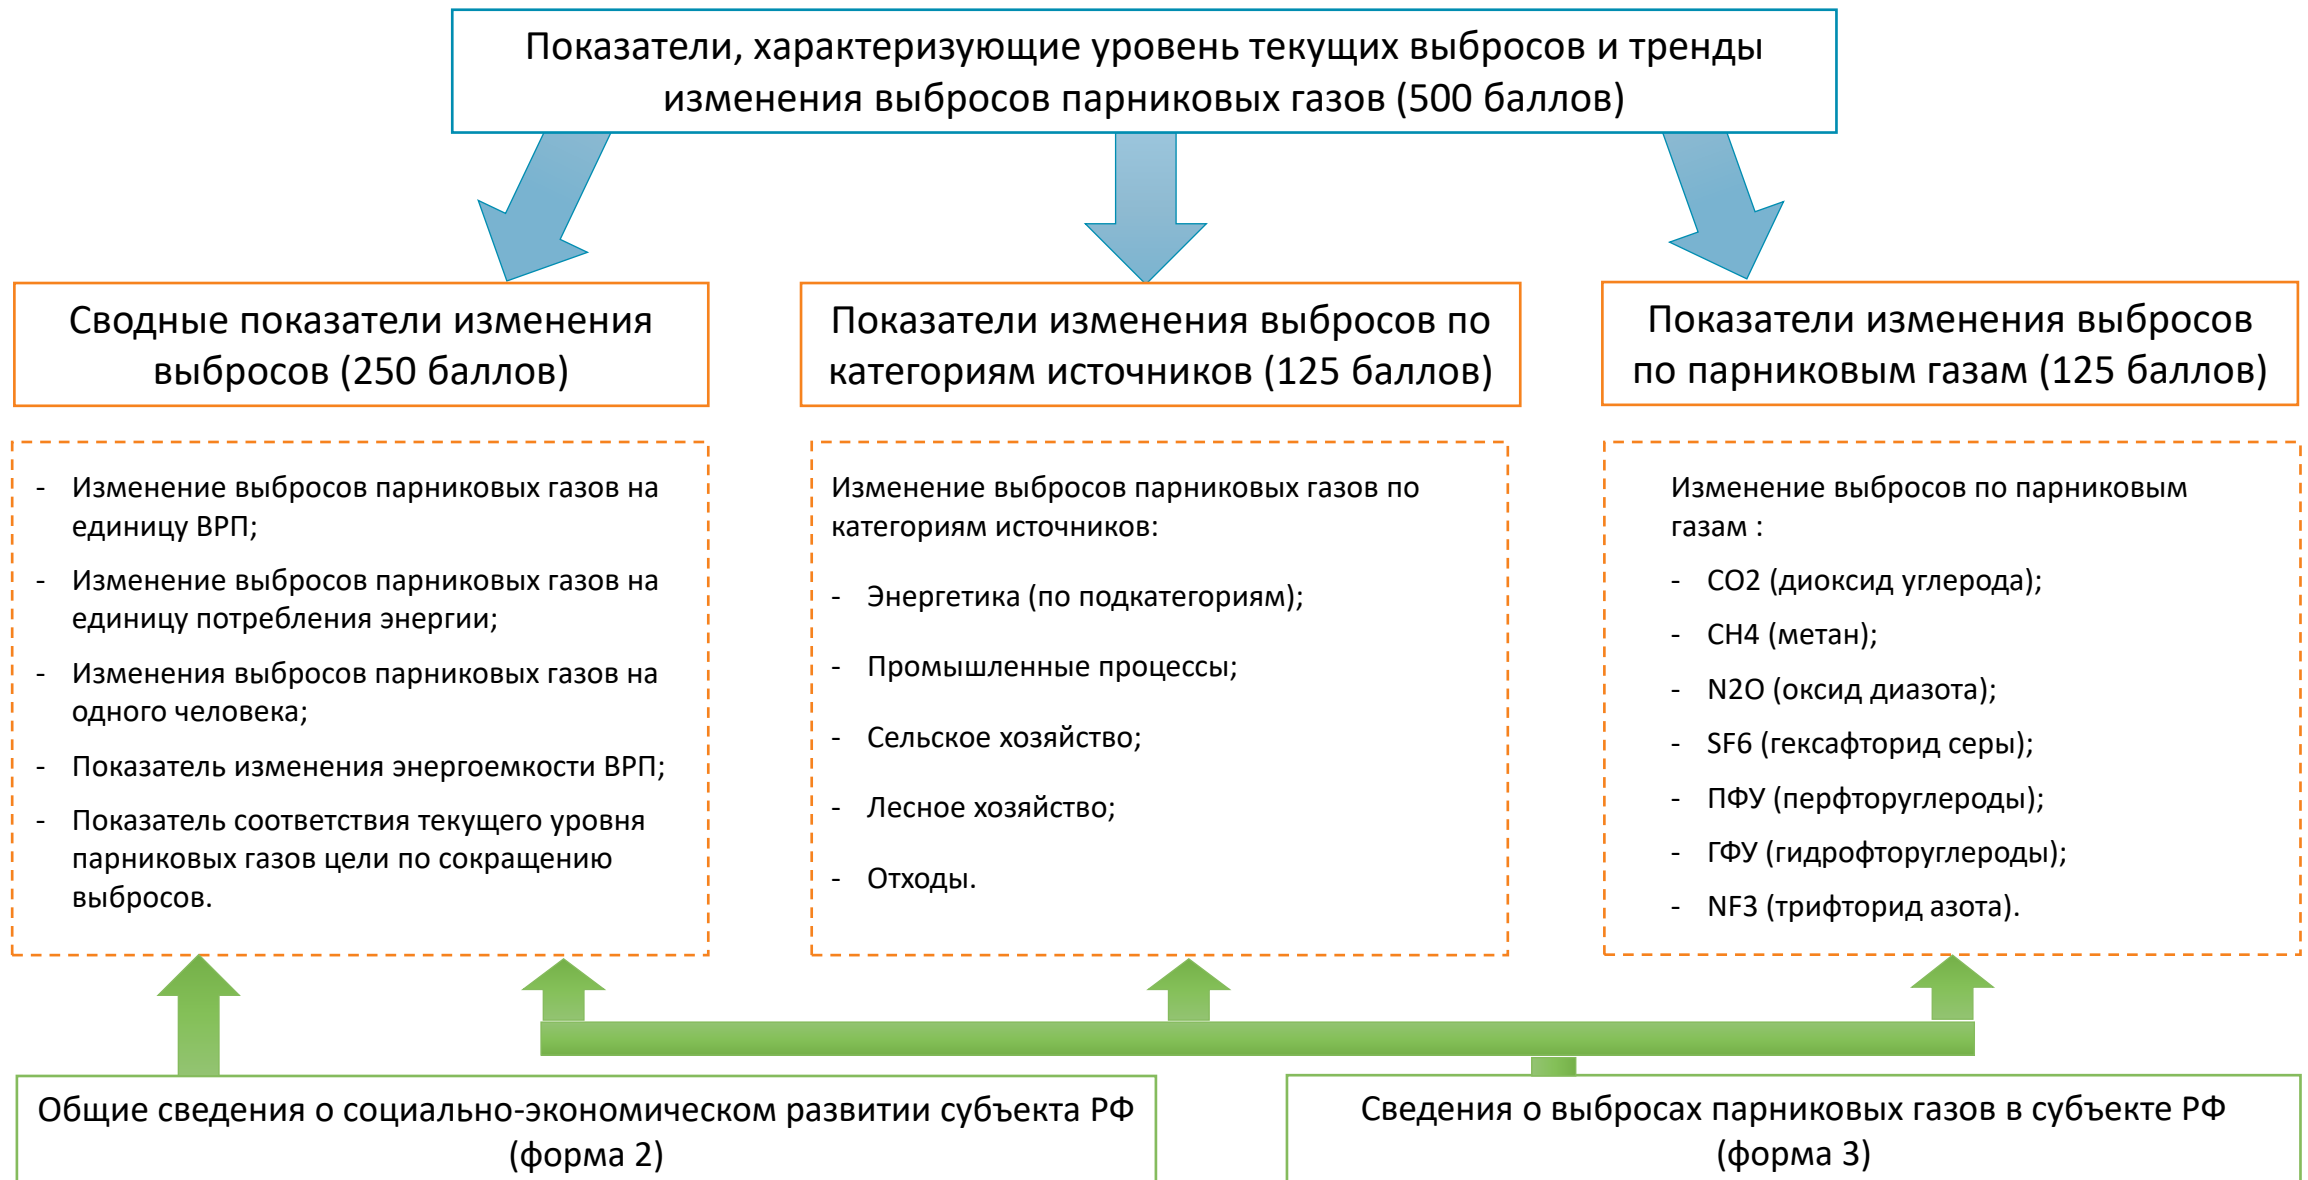 Показатели, характеризующие уровень текущих выбросов и тренды
изменения выбросов парниковых газов (500 баллов)
Сводные показатели изменения
выбросов (250 баллов)
Показатели изменения выбросов по
категориям источников (125 баллов)
Показатели изменения выбросов
по парниковым газам (125 баллов)
- Изменение выбросов парниковых газов на
единицу ВРП;
- Изменение выбросов парниковых газов на
единицу потребления энергии;
- Изменения выбросов парниковых газов на
одного человека;
- Показатель изменения энергоемкости ВРП;
- Показатель соответствия текущего уровня
парниковых газов цели по сокращению
выбросов.
Изменение выбросов парниковых газов по
категориям источников:
- Энергетика (по подкатегориям);
- Промышленные процессы;
- Сельское хозяйство;
- Лесное хозяйство;
- Отходы.
Изменение выбросов по парниковым
газам :
- CO2 (диоксид углерода);
- CH4 (метан);
- N2O (оксид диазота);
- SF6 (гексафторид серы);
- ПФУ (перфторуглероды);
- ГФУ (гидрофторуглероды);
- NF3 (трифторид азота).
Общие сведения о социально-экономическом развитии субъекта РФ
(форма 2)
Сведения о выбросах парниковых газов в субъекте РФ
(форма 3)